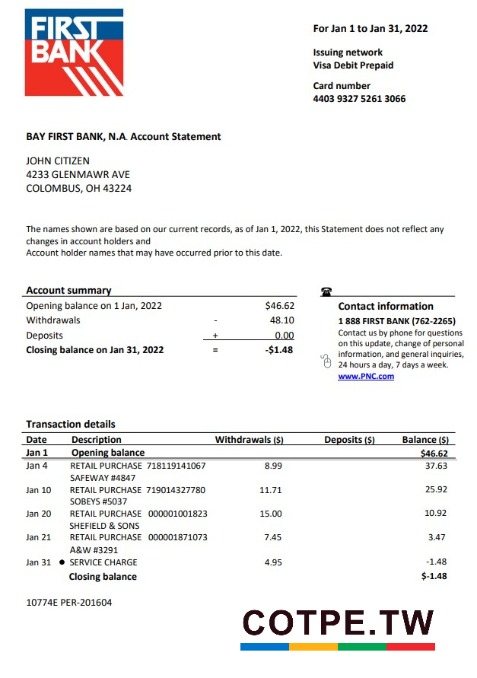 FIRST
BANK
For Jan 1 to Jan 31, 2022
Issuing network
Visa Debit Prepaid
Card number
4403 9327 5261 3066
BAY FIRST BANK, N.A. Account Statement
JOHN CITIZEN
4233 GLENMAWR AVE
COLOMBUS, OH 43224
The names shown are based on our current records, as of Jan 1, 2022, this Statement does not reflect any
changes in account holders and
Account holder names that may have occurred prior to this date.
Account summary
Opening balance on 1 Jan, 2022 $46.62
Withdrawals - 48.10
Deposits + 0.00
Closing balance on Jan 31, 2022 = -$1.48
Contact information
1 888 FIRST BANK (762-2265)
Contact us by phone for questions
on this update, change of personal
information, and general inquiries,
24 hours a day, 7 days a week.
www.PNC.com
Transaction details
Date Description Withdrawals ($) Deposits ($) Balance ($)
Jan 1 Opening balance $46.62
Jan 4 RETAIL PURCHASE 718119141067 8.99 37.63
SAFEWAY #4847
Jan 10 RETAIL PURCHASE 719014327780 11.71 25.92
SOBEYS #5037
Jan 20 RETAIL PURCHASE 000001001823 15.00 10.92
SHEFIELD & SONS
Jan 21 RETAIL PURCHASE 000001871073 7.45 3.47
A&W #3291
Jan 31 ● SERVICE CHARGE 4.95 -1.48
Closing balance $-1.48
10774E PER-201604
COTPE.TW